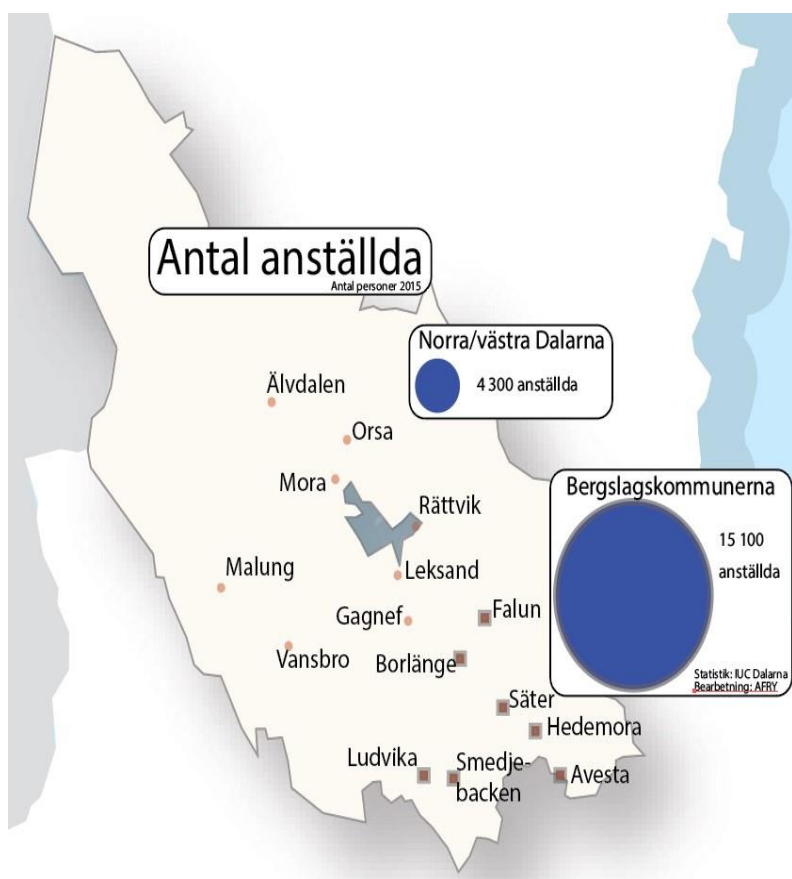 Antal anställda
Antal personer 2015
Norra/västra Dalarna
4 300 anställda
Älvdalen
Orsa
Mora
Rättvik
Bergslagskommunerna
15 100
anställda
Malung
Leksand
Gagnef
Falun
Vansbro
Borlänge
Statistik: IUC Dalarna
Bearbetning: AFRY
Säter
Hedemora
Ludvika
Smedje-
backen
Avesta